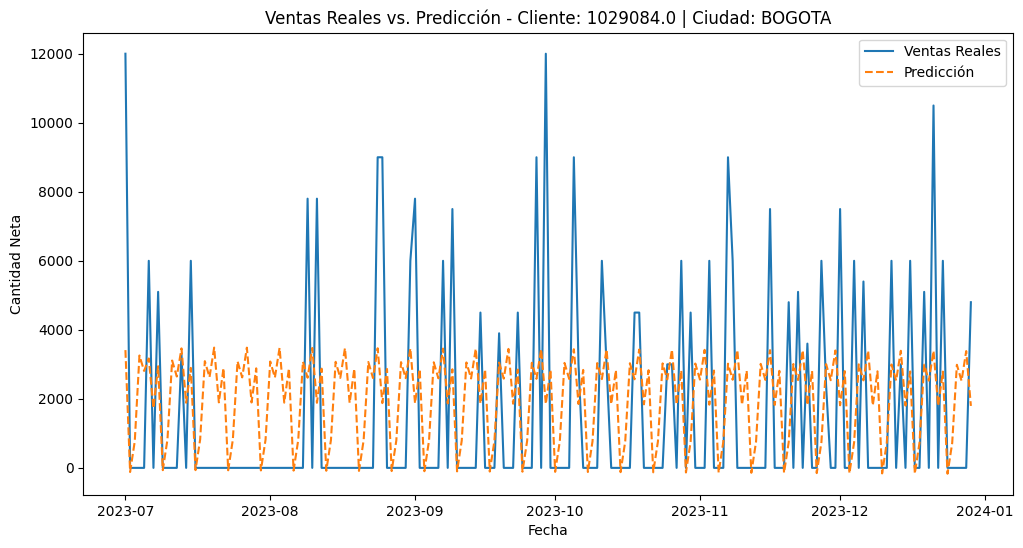 Ventas Reales vs. Predicción - Cliente: 1029084.0 | Ciudad: BOGOTA
Ventas Reales
Predicción
Cantidad Neta
12000
10000
8000
6000
4000
2000
0
2023-07
2023-08
2023-09
2023-10
2023-11
2023-12
2024-01
Fecha